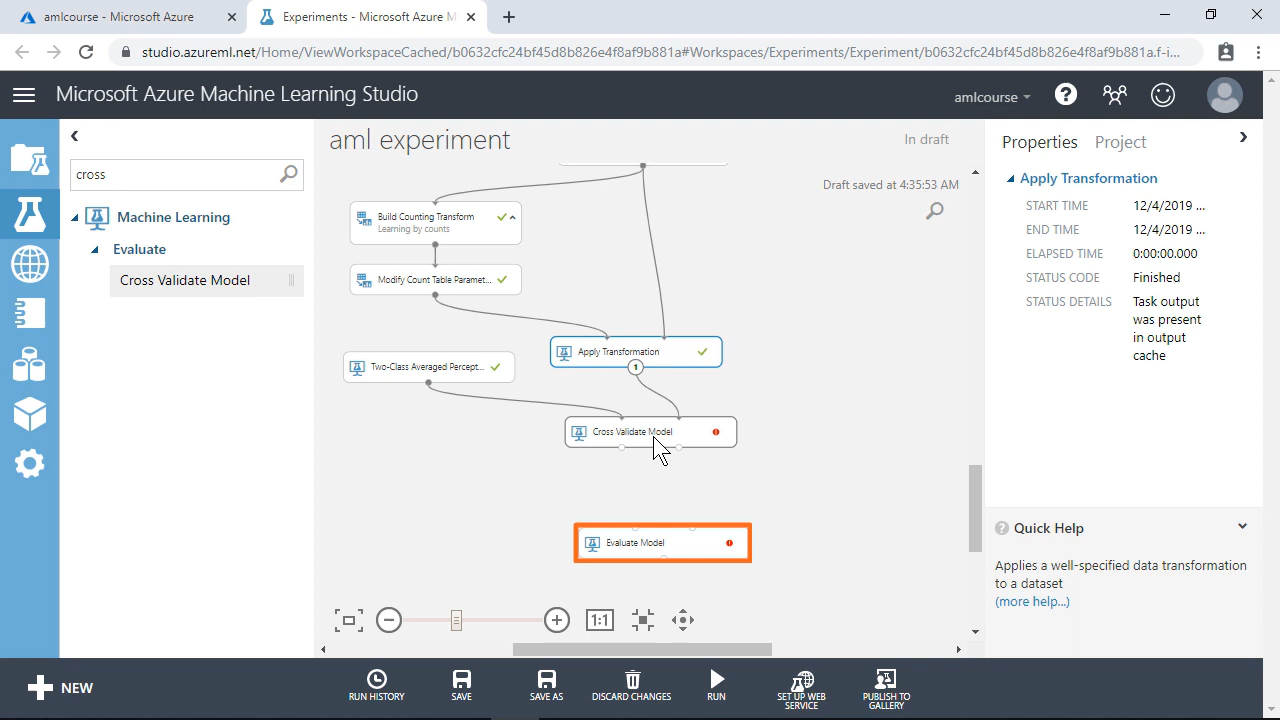 amlcourse - Microsoft Azure
Experiments - Microsoft Azure M
studio.azureml.net/Home/ViewWorkspaceCached/b0632cfc24bf45d8b826e4f8af9b881a#Workspaces/Experiments/Experiment/b0632cfc24bf45d8b826e4f8af9b881a.f-i...
Microsoft Azure Machine Learning Studio
amlcourse
cross
Machine Learning
Evaluate
Cross Validate Model
aml experiment
In draft
Draft saved at 4:35:53 AM
Build Counting Transform
Learning by counts
Modify Count Table Paramet...
Two-Class Averaged Percept...
Apply Transformation
1
Cross Validate Model
Evaluate Model
1:1
Properties
Project
Apply Transformation
START TIME 12/4/2019 ...
END TIME 12/4/2019 ...
ELAPSED TIME 0:00:00.000
STATUS CODE Finished
STATUS DETAILS Task output
was present
in output
cache
Quick Help
Applies a well-specified data transformation
to a dataset
(more help...)
NEW
RUN HISTORY
SAVE
SAVE AS
DISCARD CHANGES
RUN
SET UP WEB
SERVICE
PUBLISH TO
GALLERY